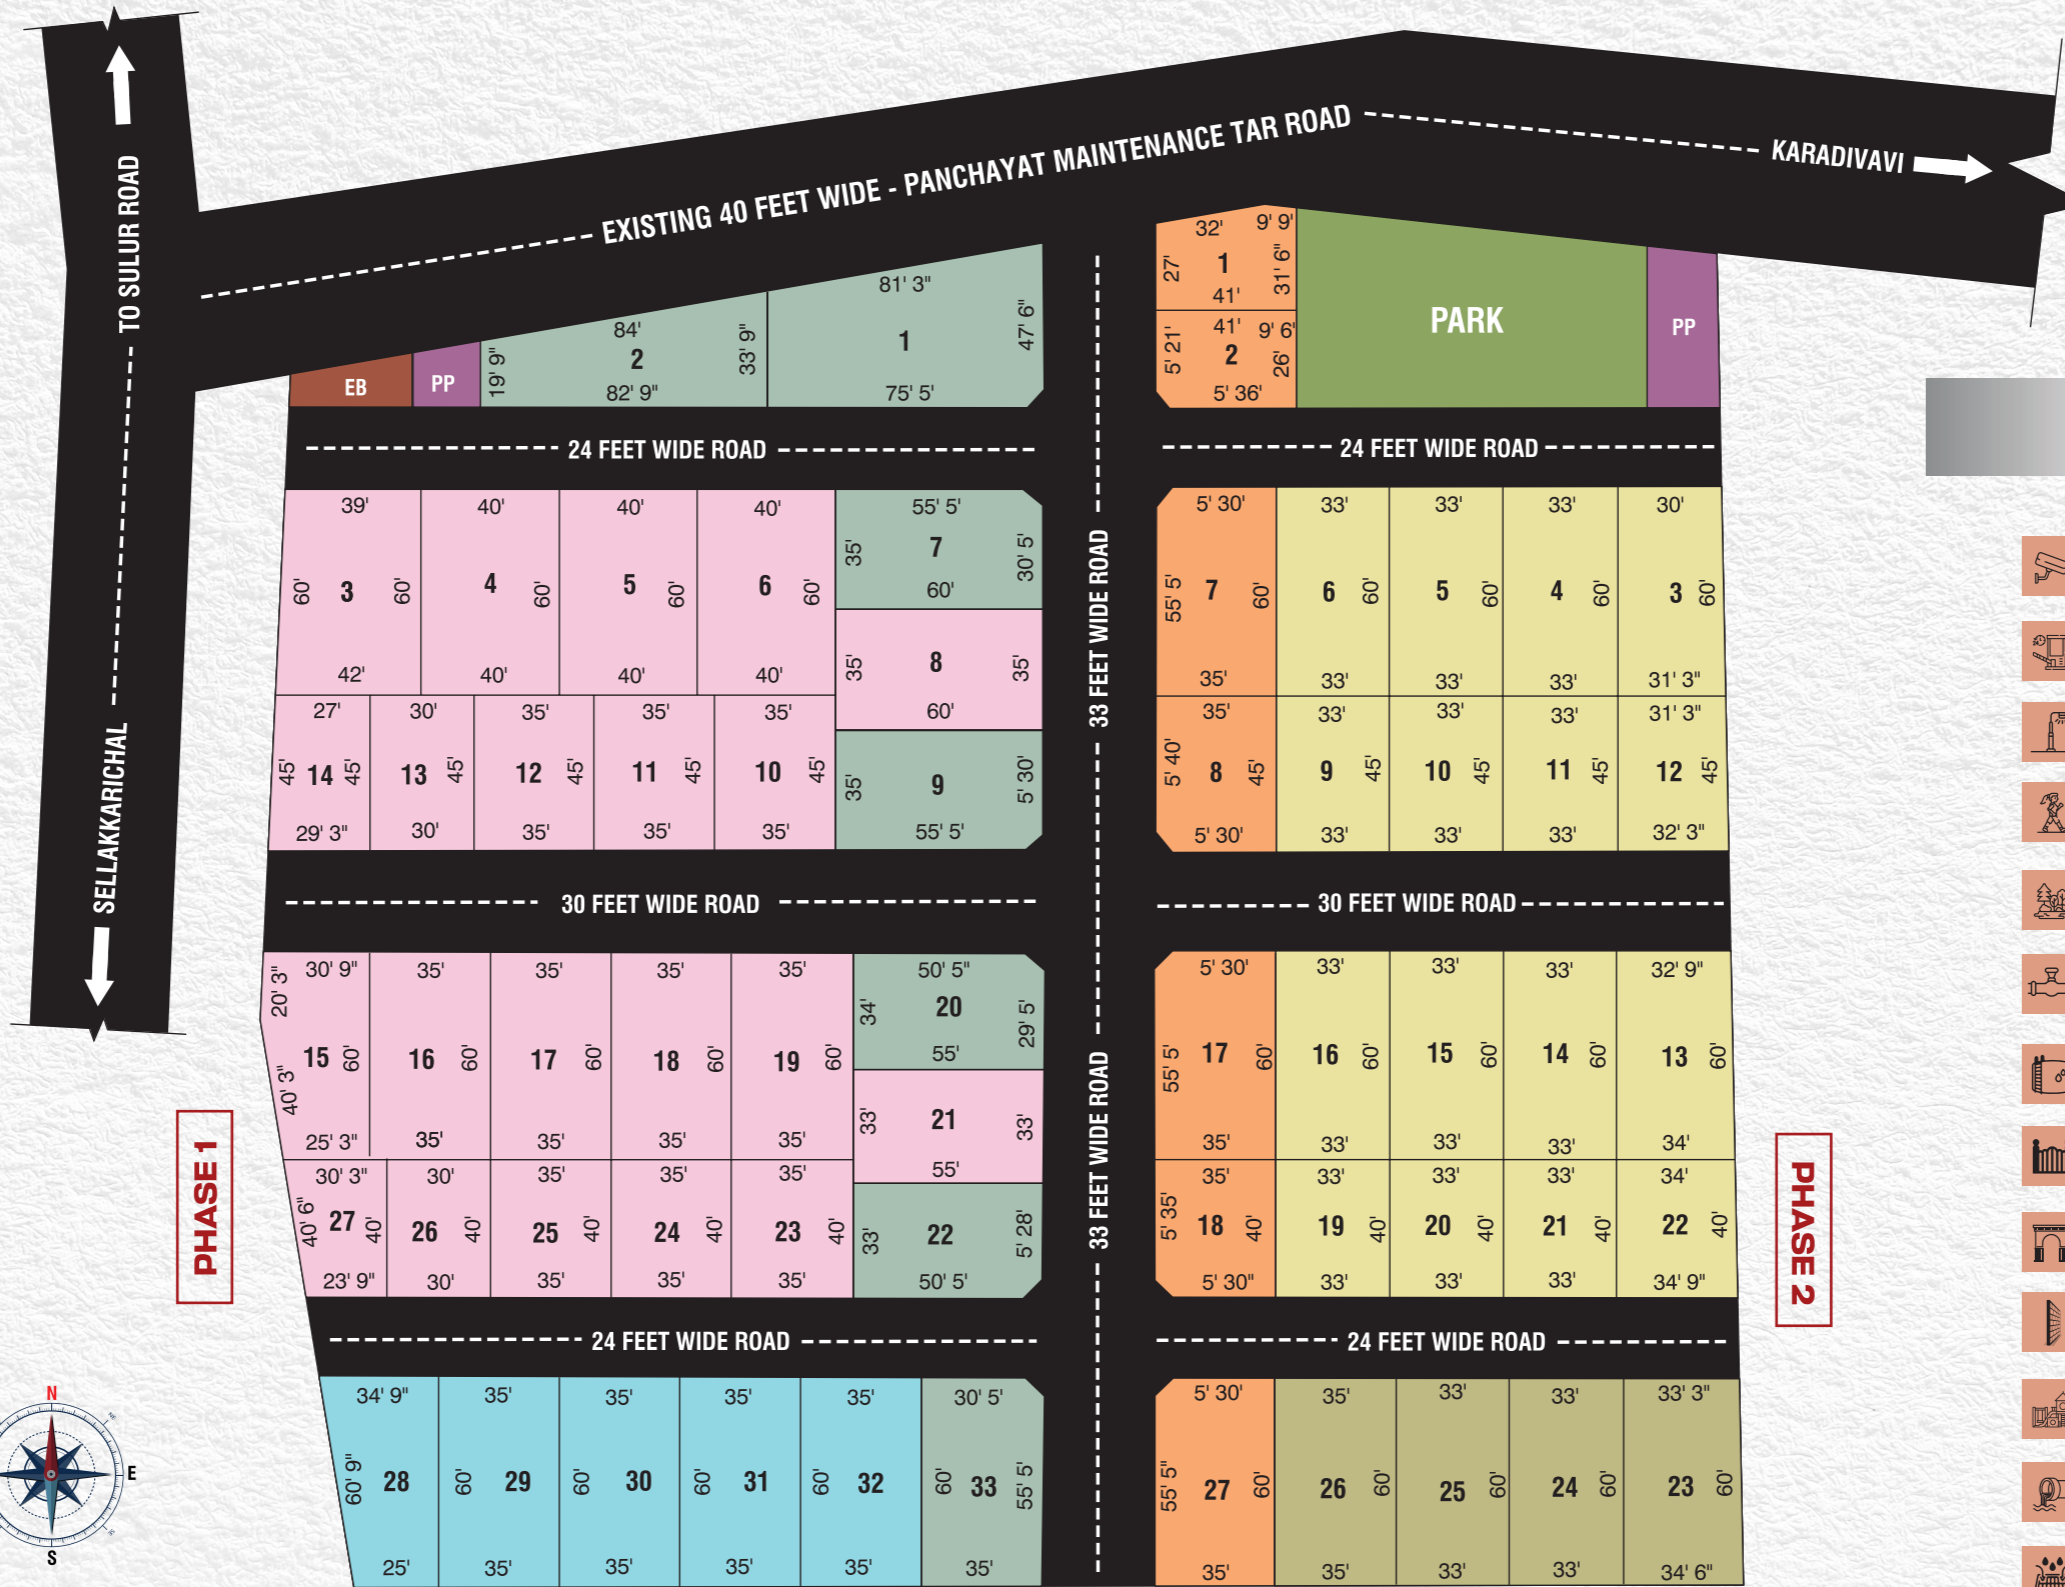 TO SULUR ROAD
SELLAKKARICHAL
EXISTING 40 FEET WIDE - PANCHAYAT MAINTENANCE TAR ROAD
KARADIVAVI
EB
PP
19' 9" 84' 2 82' 9" 33' 9"
81' 3" 1 75' 5' 47' 6"
32' 9' 9' 27' 1 31' 6" 41'
41' 9' 6' 5' 21' 2 26' 5' 36'
PARK
PP
24 FEET WIDE ROAD
24 FEET WIDE ROAD
33 FEET WIDE ROAD
39' 60' 3 60' 42'
40' 4 60' 40'
40' 5 60' 40'
40' 6 60' 40'
55' 5' 35' 7 30' 5' 60'
35' 8 35' 60'
35' 9 5' 30' 55' 5'
27' 45' 14 45' 29' 3"
30' 13 45' 30'
35' 12 45' 35'
35' 11 45' 35'
35' 10 45' 35'
5' 30' 55' 5' 7 60' 35'
33' 6 60' 33'
33' 5 60' 33'
33' 4 60' 33'
30' 3 60' 31' 3"
35' 5' 40' 8 45' 5' 30'
33' 9 45' 33'
33' 10 45' 33'
33' 11 45' 33'
31' 3" 12 45' 32' 3"
30 FEET WIDE ROAD
30 FEET WIDE ROAD
33 FEET WIDE ROAD
20' 3" 30' 9" 15 60' 40' 3" 25' 3"
35' 16 60' 35'
35' 17 60' 35'
35' 18 60' 35'
35' 19 60' 35'
50' 5" 34' 20 29' 5' 55'
33' 21 33' 55'
33' 22 5' 28' 50' 5'
30' 3" 40' 6" 27 40' 23' 9"
30' 26 40' 30'
35' 25 40' 35'
35' 24 40' 35'
35' 23 40' 35'
5' 30' 55' 5' 17 60' 35'
33' 16 60' 33'
33' 15 60' 33'
33' 14 60' 33'
32' 9" 13 60' 34'
35' 5' 35' 18 40' 5' 30"
33' 19 40' 33'
33' 20 40' 33'
33' 21 40' 33'
34' 22 40' 34' 9"
PHASE 1
PHASE 2
24 FEET WIDE ROAD
24 FEET WIDE ROAD
34' 9" 60' 9" 28 25'
35' 60' 29 35'
35' 60' 30 35'
35' 60' 31 35'
35' 60' 32 35'
30' 5' 60' 33 55' 5' 35'
5' 30' 55' 5" 27 60' 35'
35' 26 60' 35'
33' 25 60' 33'
33' 24 60' 33'
33' 3" 23 60' 34' 6"
N
E
S